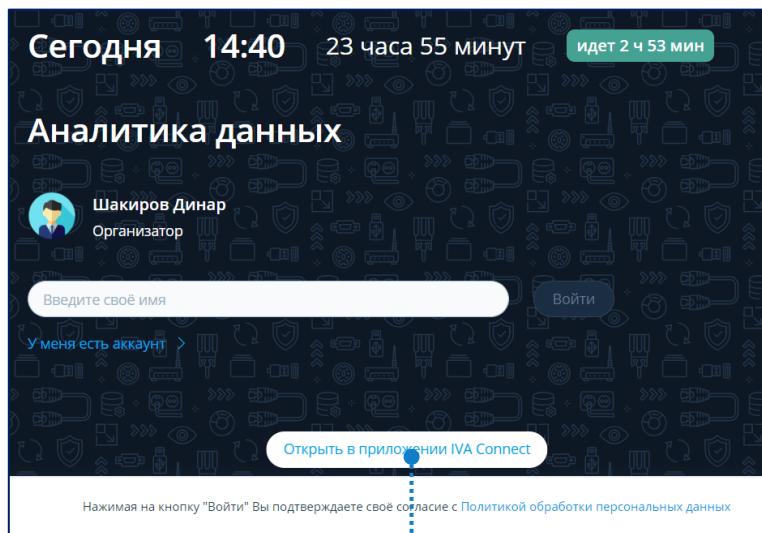 Сегодня 14:40 23 часа 55 минут идет 2 ч 53 мин
Аналитика данных
Шакиров Динар
Организатор
Введите своё имя Войти
У меня есть аккаунт >
Открыть в приложении IVA Connect
Нажимая на кнопку "Войти" Вы подтверждаете своё согласие с Политикой обработки персональных данных